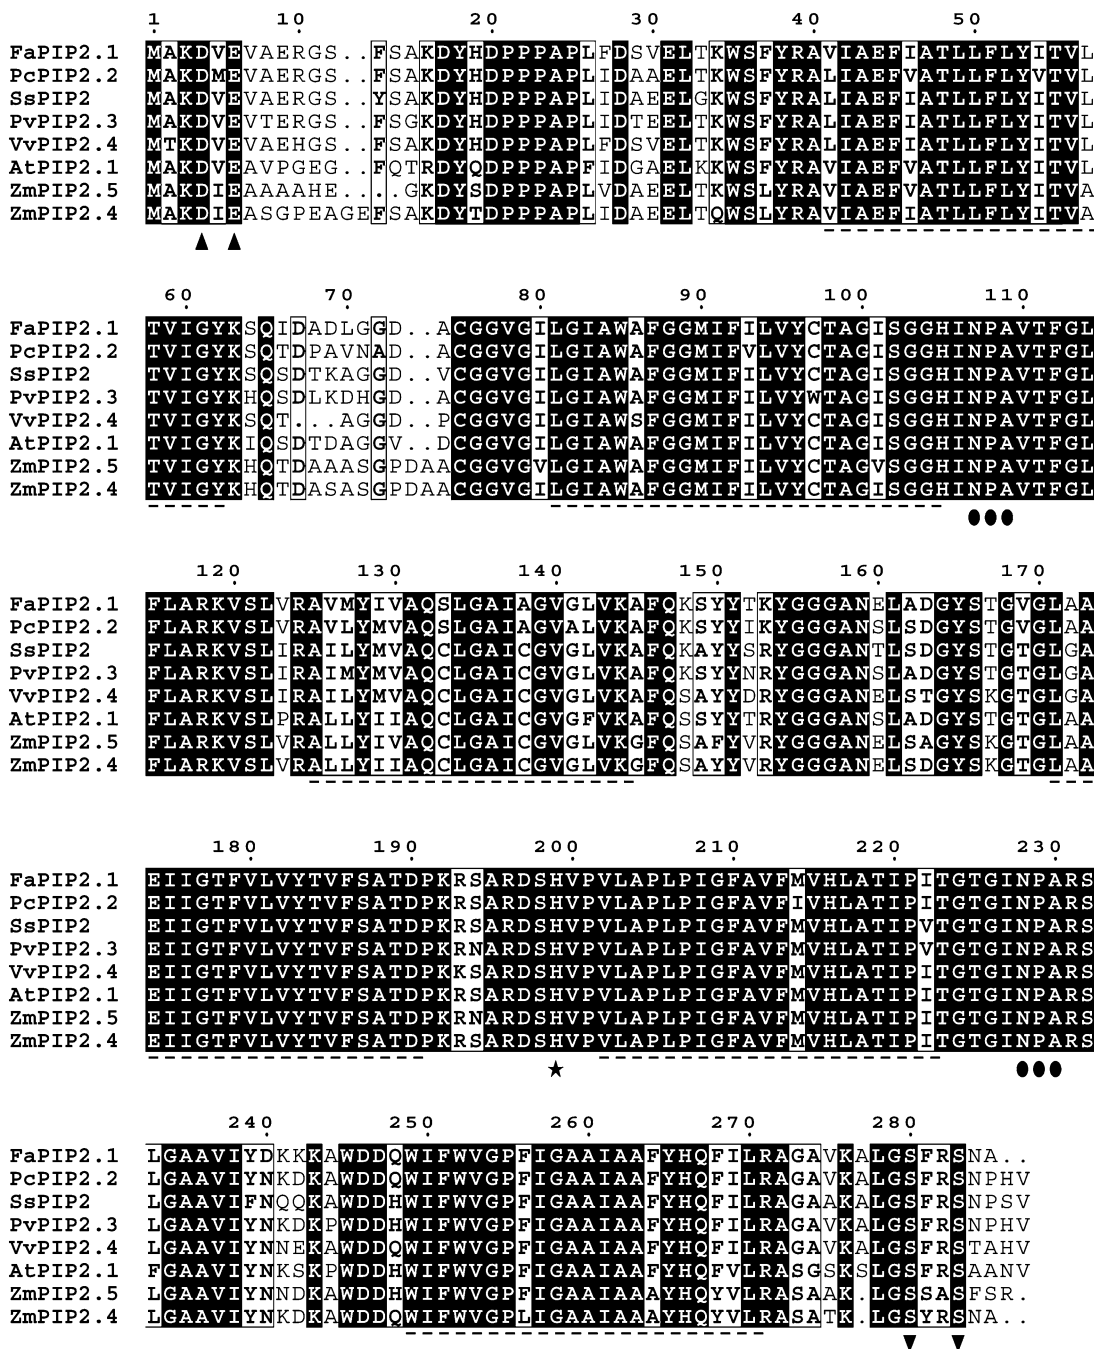 1 10 20 30 40 50
FaPIP2.1 MAKDVEVAERGS..FSAKDYHDPPPAPLFDSVELTKWSFYRAVIAEFIATLLFLYITVL
PcPIP2.2 MAKDMEVAERGS..FSAKDYHDPPPAPLIDAAELTKWSFYRALIAEFVATLLFLYVTVL
SsPIP2 MAKDVEVAERGS..YSAKDYHDPPPAPLIDAEELGKWSFYRALIAEFIATLLFLYITVL
PvPIP2.3 MAKDVEVTERGS..FSGKDYHDPPPAPLIDTEELTKWSFYRALIAEFIATLLFLYITVL
VvPIP2.4 MTKDVEVAEHGS..FSAKDYHDPPPAPLFDSVELTKWSFYRALIAEFIATLLFLYITVL
AtPIP2.1 MAKDVEAVPGEG.FQTRDYQDPPPAPFIDGAELKKWSFYRAVIAEFVATLLFLYITVL
ZmPIP2.5 MAKDIEAAAAHE...GKDYSDPPPAPLVDAEELTKWSLYRAVIAEFVATLLFLYITVA
ZmPIP2.4 MAKDIEASGPEAGEFSAKDYTDPPPAPLIDAEELTQWSLYRAVIAEFIATLLFLYITVA
60 70 80 90 100 110
FaPIP2.1 TVIGYKSQIDADLGGD..ACGGVGILGIAWAFGGMIFILVYCTAGISGGHINPAVTFGL
PcPIP2.2 TVIGYKSQTDPAVNAD..ACGGVGILGIAWAFGGMIFVLVYCTAGISGGHINPAVTFGL
SsPIP2 TVIGYKSQSDTKAGGD..VCGGVGILGIAWAFGGMIFILVYCTAGISGGHINPAVTFGL
PvPIP2.3 TVIGYKHQSDLKDHGD..ACGGVGILGIAWAFGGMIFILVYWTAGISGGHINPAVTFGL
VvPIP2.4 TVIGYKSQT...AGGD..PCGGVGILGIAWSFGGMIFILVYCTAGISGGHINPAVTFGL
AtPIP2.1 TVIGYKIQSDTDAGGV..DCGGVGILGIAWAFGGMIFILVYCTAGISGGHINPAVTFGL
ZmPIP2.5 TVIGYKHQTDAAASGPDAACGGVGVLGIAWAFGGMIFILVYCTAGVSGGHINPAVTFGL
ZmPIP2.4 TVIGYKHQTDASASGPDAACGGVGILGIAWAFGGMIFILVYCTAGISGGHINPAVTFGL
120 130 140 150 160 170
FaPIP2.1 FLARKVSLVRAVMYIVAQSLGAIAGVGLVKAFQKSYYTKYGGGANELADGYSTGVGLAA
PcPIP2.2 FLARKVSLVRAVLYMVAQSLGAIAGVALVKAFQKSYYIKYGGGANSLSDGYSTGVGLAA
SsPIP2 FLARKVSLIRAILYMVAQCLGAICGVGLVKAFQKAYYSRYGGGANTLSDGYSTGVGLGA
PvPIP2.3 FLARKVSLIRAIMYMVAQCLGAICGVGLVKAFQKSYYNRYGGGANSLADGYSTGVGLGA
VvPIP2.4 FLARKVSLIRAILYMVAQCLGAICGVGLVKAFQSAYYDRYGGGANELSTGYSKGTGLGA
AtPIP2.1 FLARKVSLPRALLYIIAQCLGAICGVGFVKAFQSSYYTRYGGGANSLADGYSTGTGLAA
ZmPIP2.5 FLARKVSLVRALLYIVAQCLGAICGVGLVKGFQSAFYVRYGGGANELSAGYSKGTGLAA
ZmPIP2.4 FLARKVSLVRALLYIIAQCLGAICGVGLVKGFQSAYYVRYGGGANELSDGYSKGTGLAA
180 190 200 210 220 230
FaPIP2.1 EIIGTFVLVYTVFSATDPKRSARDSHVPVLAPLPIGFAVFMVHLATIPITGTGINPARS
PcPIP2.2 EIIGTFVLVYTVFSATDPKRSARDSHVPVLAPLPIGFAVFIVHLATIPITGTGINPARS
SsPIP2 EIIGTFVLVYTVFSATDPKRSARDSHVPVLAPLPIGFAVFMVHLATIPVTGTGINPARS
PvPIP2.3 EIIGTFVLVYTVFSATDPKRNARDSHVPVLAPLPIGFAVFMVHLATIPVTGTGINPARS
VvPIP2.4 EIIGTFVLVYTVFSATDPKKSARDSHVPVLAPLPIGFAVFMVHLATIPITGTGINPARS
AtPIP2.1 EIIGTFVLVYTVFSATDPKRSARDSHVPVLAPLPIGFAVFMVHLATIPITGTGINPARS
ZmPIP2.5 EIIGTFVLVYTVFSATDPKRNARDSHVPVLAPLPIGFAVFMVHLATIPITGTGINPARS
ZmPIP2.4 EIIGTFVLVYTVFSATDPKRSARDSHVPVLAPLPIGFAVFMVHLATIPITGTGINPARS
240 250 260 270 280
FaPIP2.1 LGAAVIYDKKKAWDDQWIFWVGPFIGAAIAAFYHQFILRAGAVKALGSFRSNA..
PcPIP2.2 LGAAVIYNKDKAWDDQWIFWVGPFIGAAIAAFYHQFILRAGAVKALGSFRSNPHV
SsPIP2 LGAAVIFNQQKAWDDQWIFWVGPFIGAAIAAFYHQFILRAGAAKALGSFRSNPSV
PvPIP2.3 LGAAVIYNKDKPWDDHWIFWVGPFIGAAIAAFYHQFILRAGAVKALGSFRSNPHV
VvPIP2.4 LGAAVIYNNEKAWDDQWIFWVGPFIGAAIAAFYHQFILRAGAVKALGSFRSTAHV
AtPIP2.1 FGAAVIYNKSKPWDDHWIFWVGPFIGAAIAAFYHQFVLRASGSKSLGSFRSAANV
ZmPIP2.5 LGAAVIYNNDKAWDDQWIFWVGPFIGAAIAAAYHQYVLRASAAK.LGSSASFSR.
ZmPIP2.4 LGAAVIYNKDKAWDDQWIFWVGPLIGAAIAAAYHQYVLRASATK.LGSYRSNA..